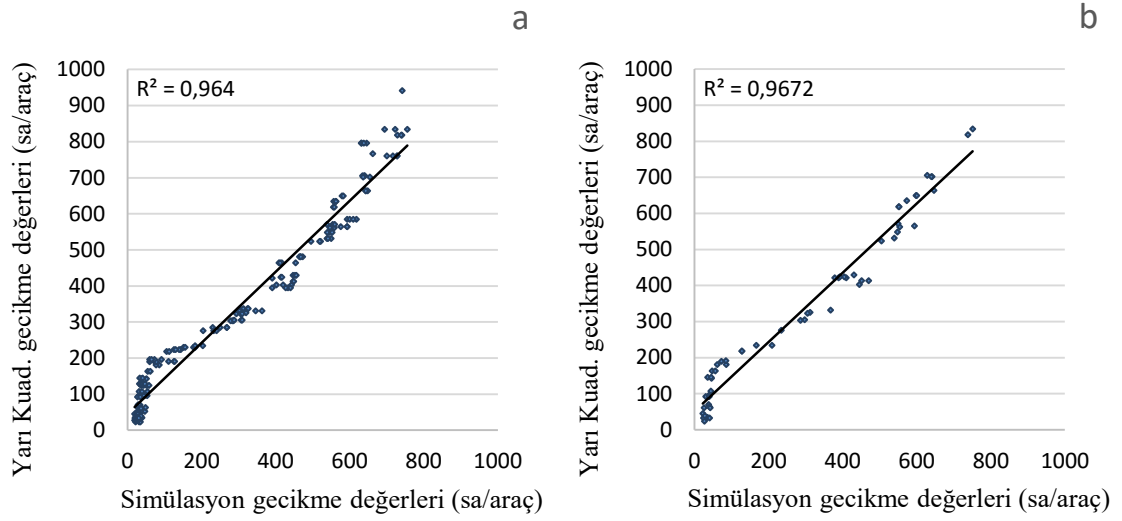 a
R² = 0,964
Yarı Kuad. gecikme değerleri (sa/araç)
1000
900
800
700
600
500
400
300
200
100
0
0 200 400 600 800 1000
Simülasyon gecikme değerleri (sa/araç)
b
R² = 0,9672
Yarı Kuad. gecikme değerleri (sa/araç)
1000
900
800
700
600
500
400
300
200
100
0
0 200 400 600 800 1000
Simülasyon gecikme değerleri (sa/araç)